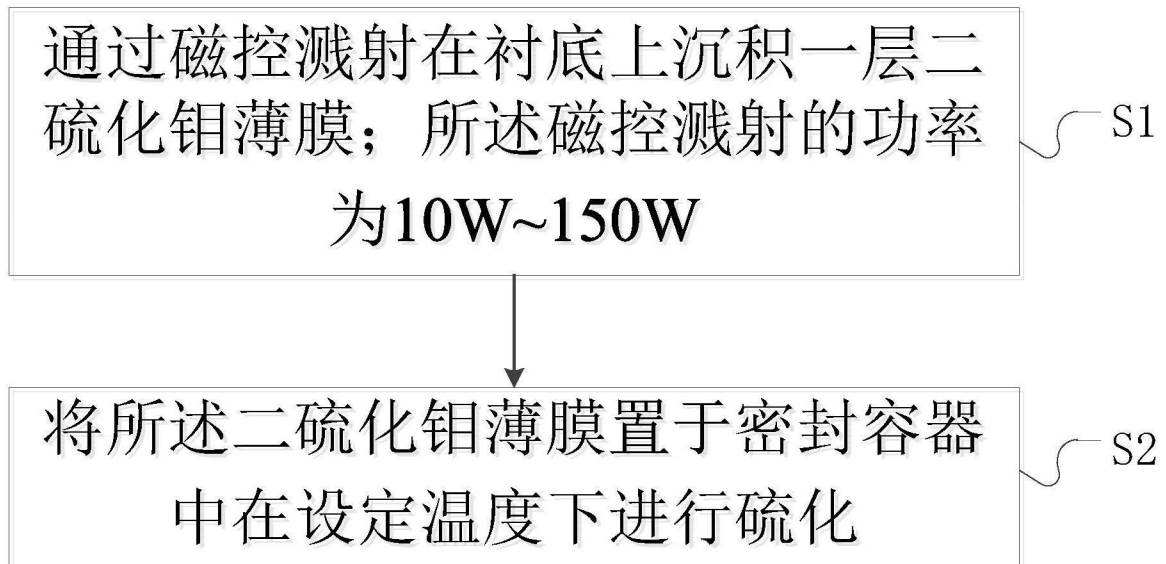 通过磁控溅射在衬底上沉积一层二
硫化钼薄膜；所述磁控溅射的功率
为10W~150W
S1
将所述二硫化钼薄膜置于密封容器
中在设定温度下进行硫化
S2